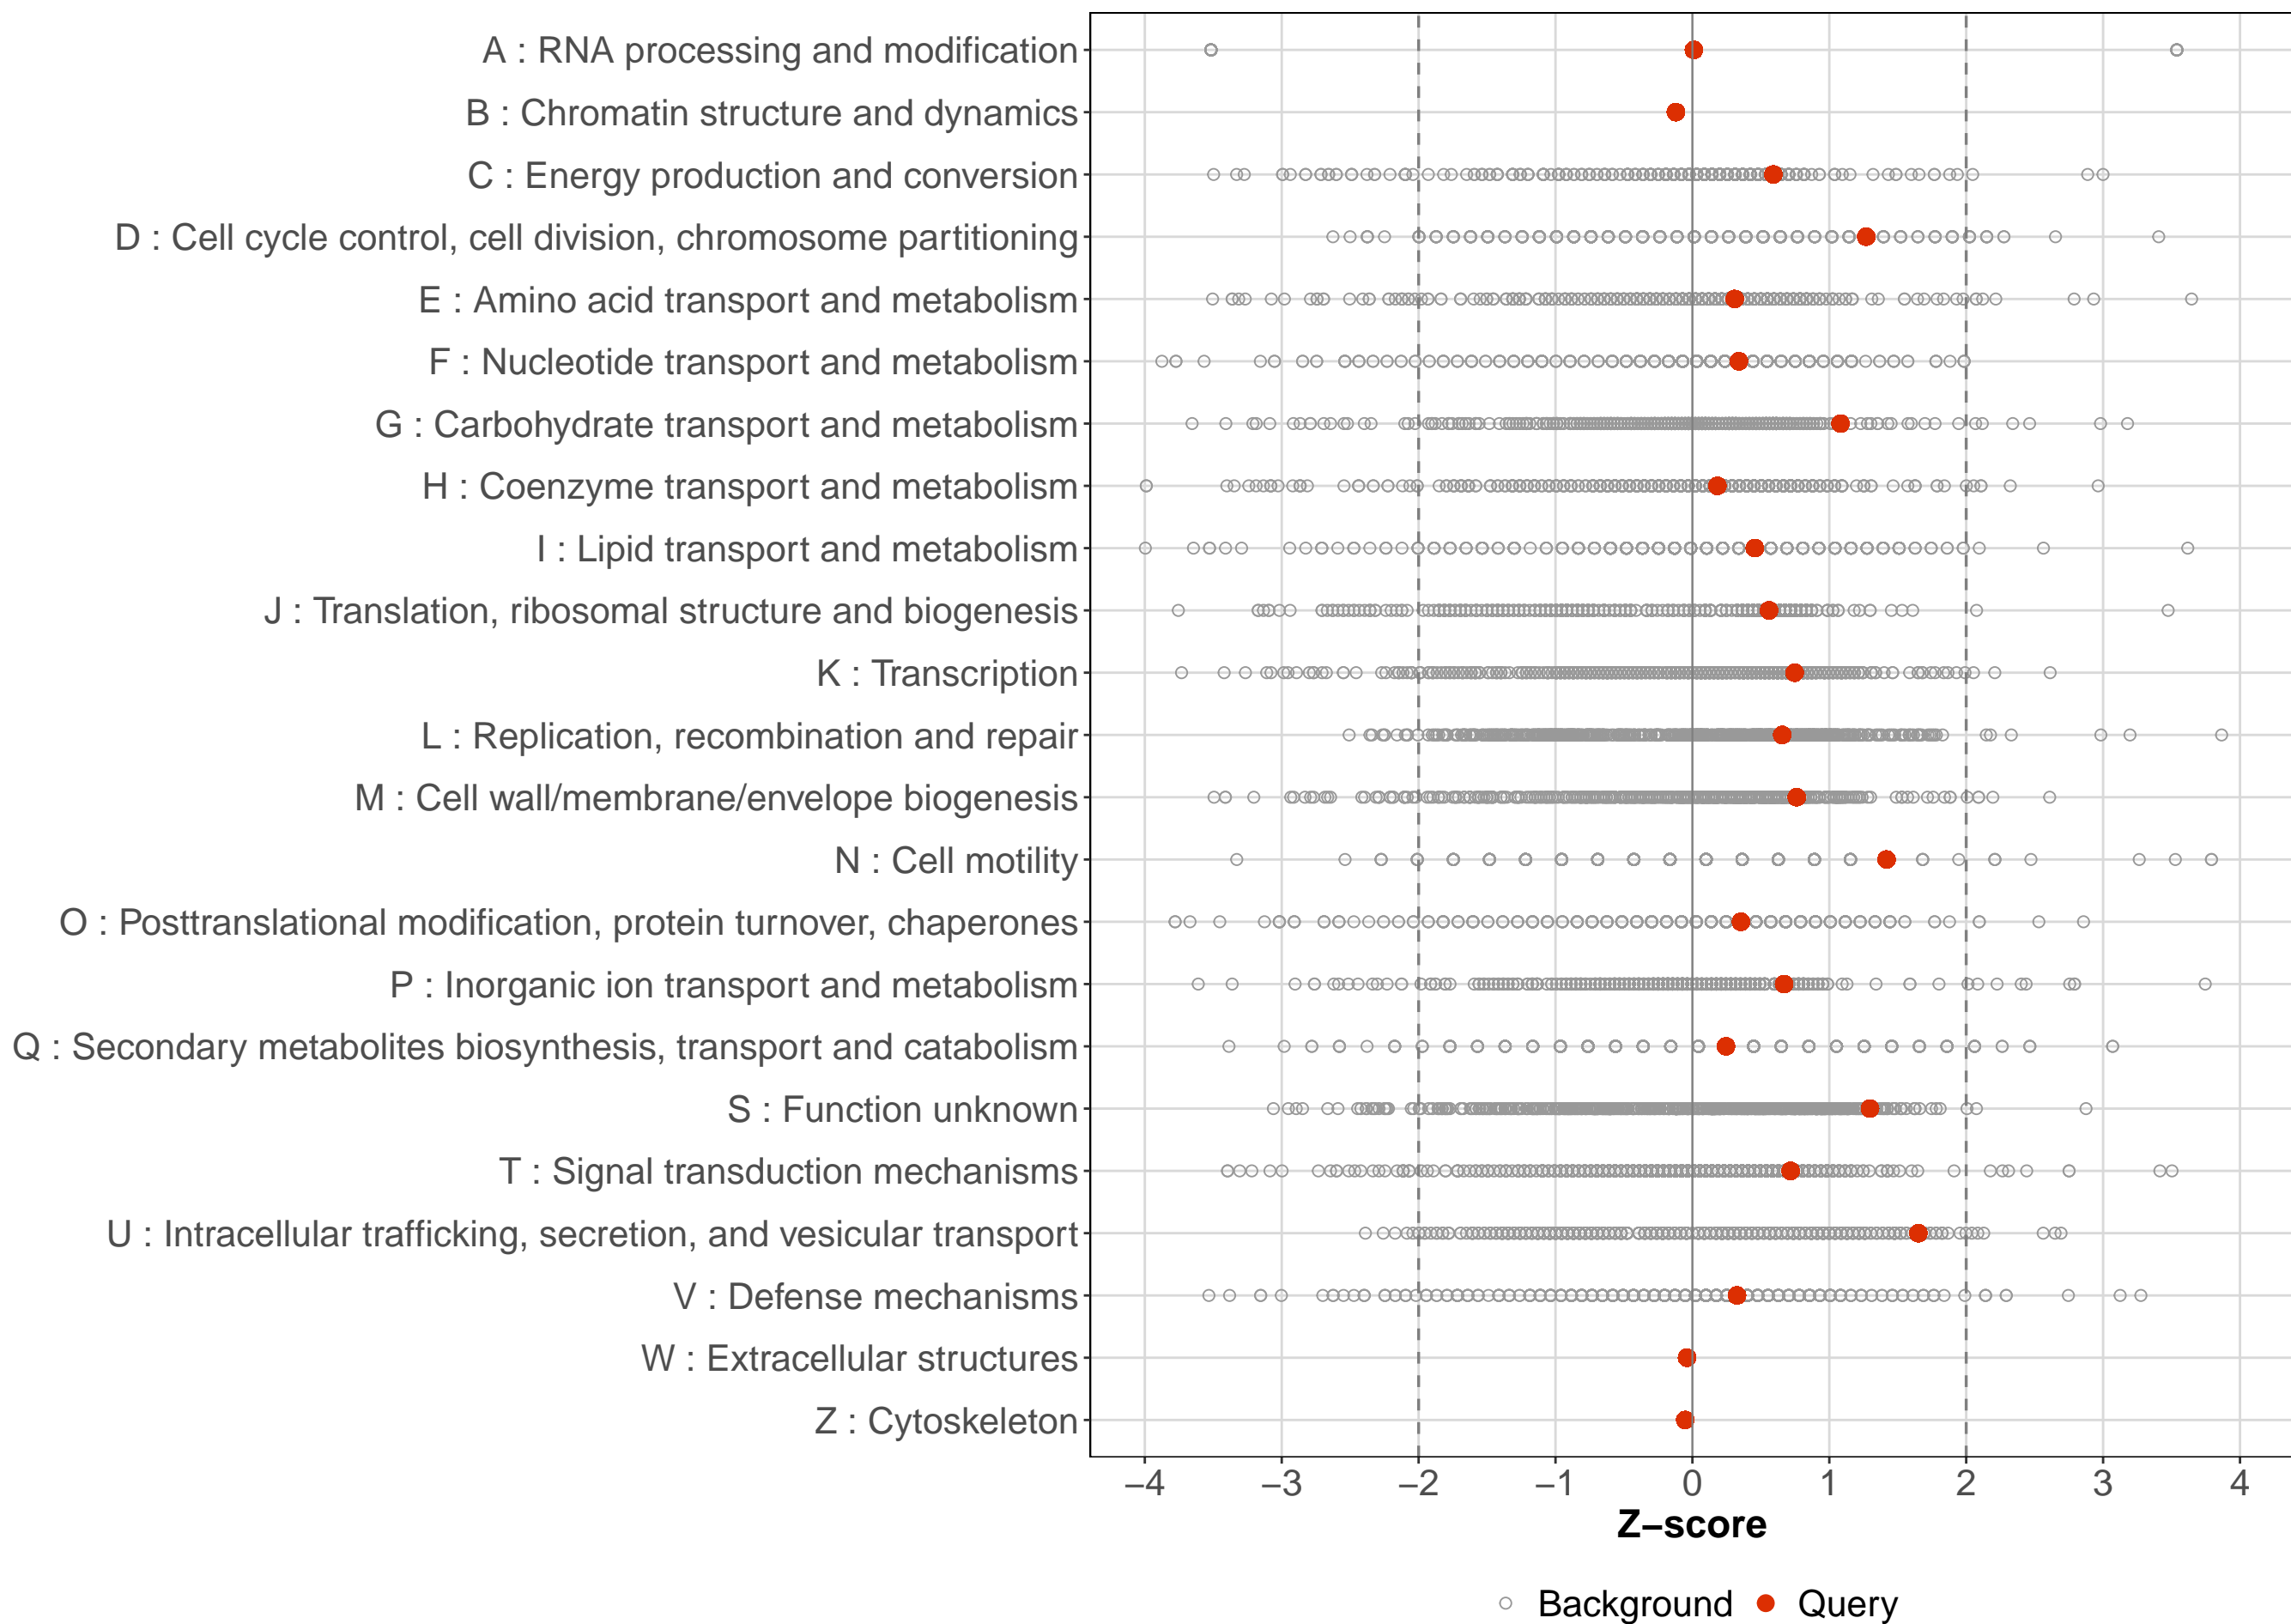 A : RNA processing and modification
B : Chromatin structure and dynamics
C : Energy production and conversion
D : Cell cycle control, cell division, chromosome partitioning
E : Amino acid transport and metabolism
F : Nucleotide transport and metabolism
G : Carbohydrate transport and metabolism
H : Coenzyme transport and metabolism
I : Lipid transport and metabolism
J : Translation, ribosomal structure and biogenesis
K : Transcription
L : Replication, recombination and repair
M : Cell wall/membrane/envelope biogenesis
N : Cell motility
O : Posttranslational modification, protein turnover, chaperones
P : Inorganic ion transport and metabolism
Q : Secondary metabolites biosynthesis, transport and catabolism
S : Function unknown
T : Signal transduction mechanisms
U : Intracellular trafficking, secretion, and vesicular transport
V : Defense mechanisms
W : Extracellular structures
Z : Cytoskeleton
−4 −3 −2 −1 0 1 2 3 4
Z−score
Background Query